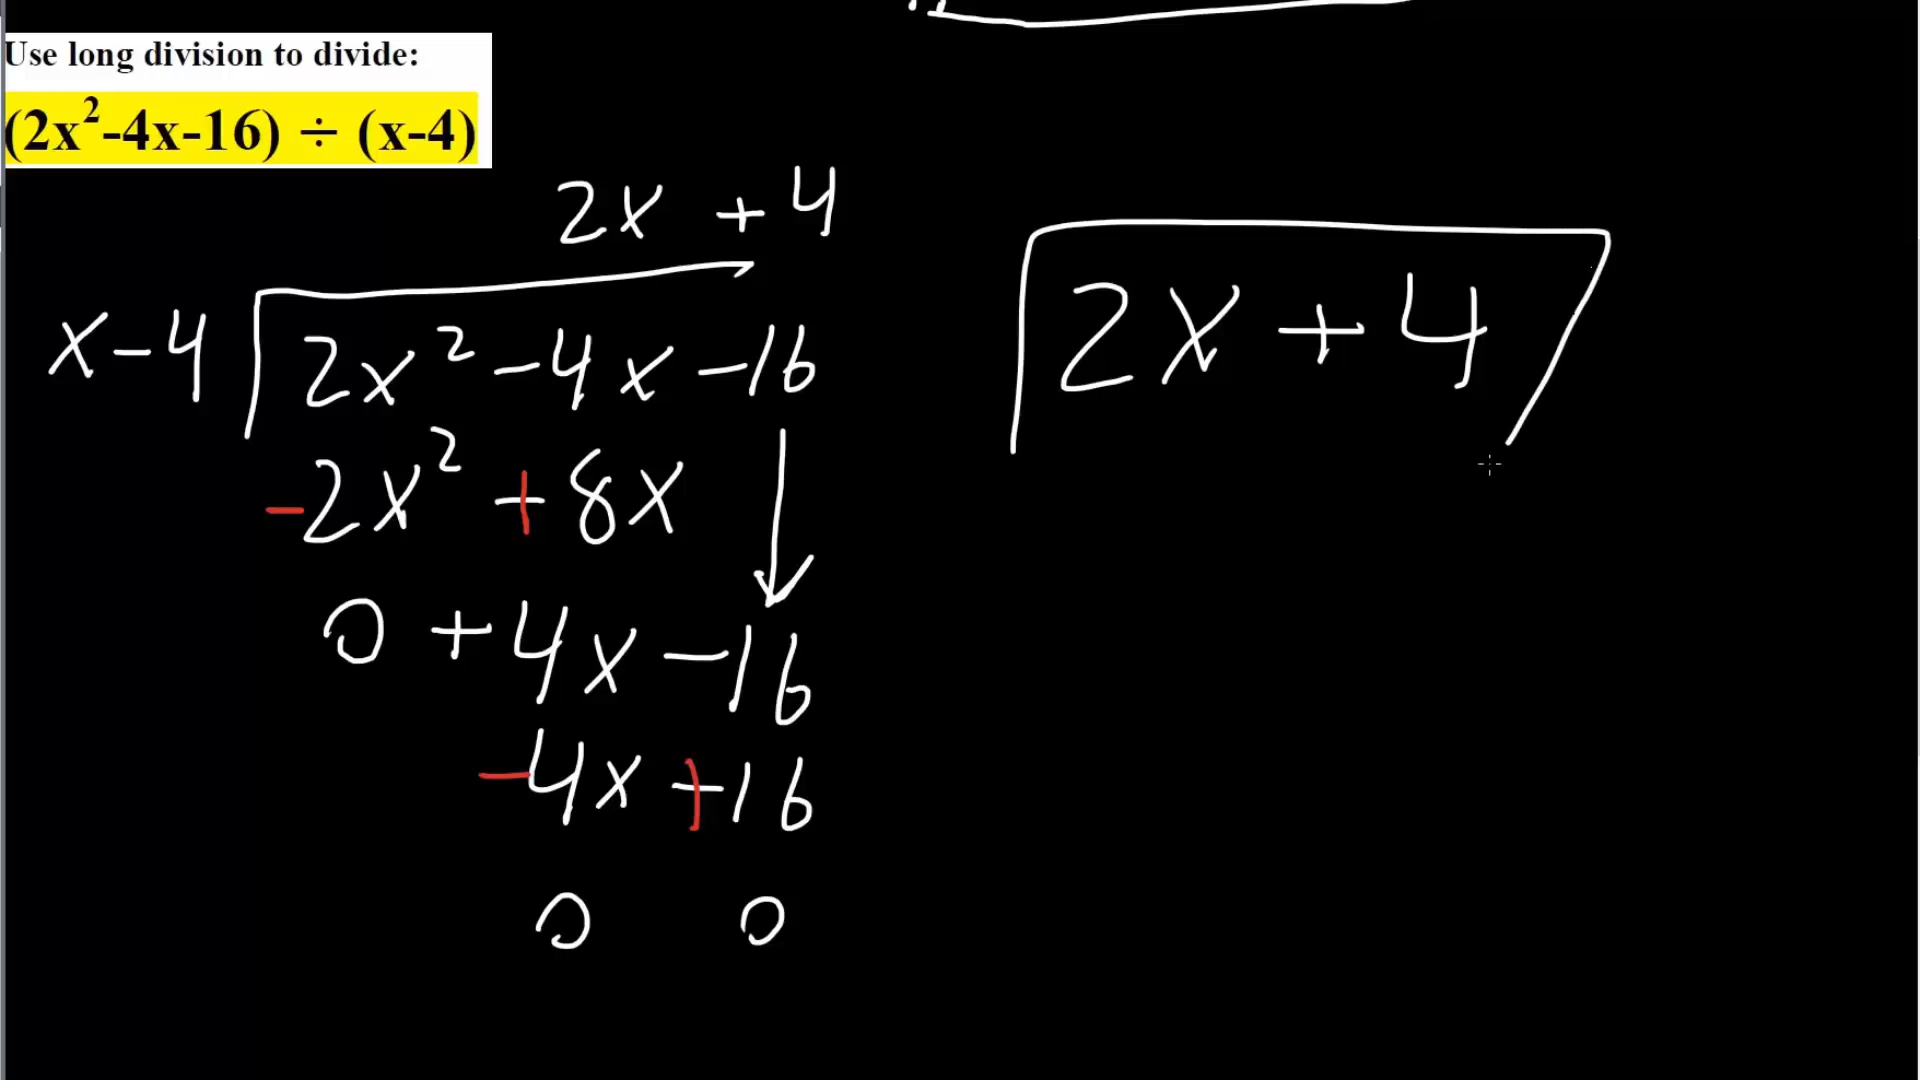 Use long division to divide:
(2x²-4x-16) ÷ (x-4)
2x + 4
x-4 2x² - 4x - 16
-2x² + 8x
0 + 4x - 16
-4x + 16
0 0
2x + 4